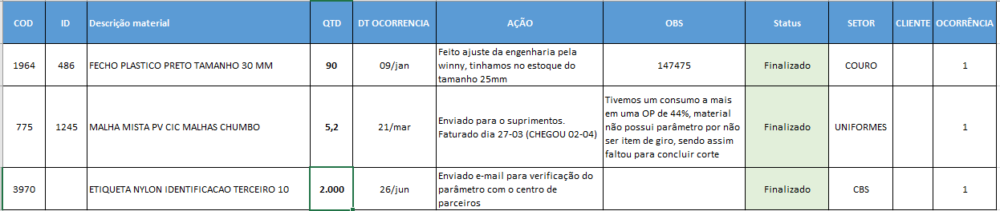 COD ID Descrição material QTD DT OCORRENCIA AÇÃO OBS Status SETOR CLIENTE OCORRÊNCIA
1964 486 FECHO PLASTICO PRETO TAMANHO 30 MM 90 09/jan Feito ajuste da engenharia pela
winny, tinhamos no estoque do
tamanho 25mm 147475 Finalizado COURO 1
775 1245 MALHA MISTA PV CIC MALHAS CHUMBO 5,2 21/mar Enviado para o suprimentos.
Faturado dia 27-03 (CHEGOU 02-04)
Tivemos um consumo a mais
em uma OP de 44%, material
não possui parâmetro por não
ser item de giro, sendo assim
faltou para concluir corte
Finalizado UNIFORMES 1
3970 ETIQUETA NYLON IDENTIFICACAO TERCEIRO 10 2.000 26/jun Enviado e-mail para verificação do
parâmetro com o centro de
parceiros
Finalizado CBS 1